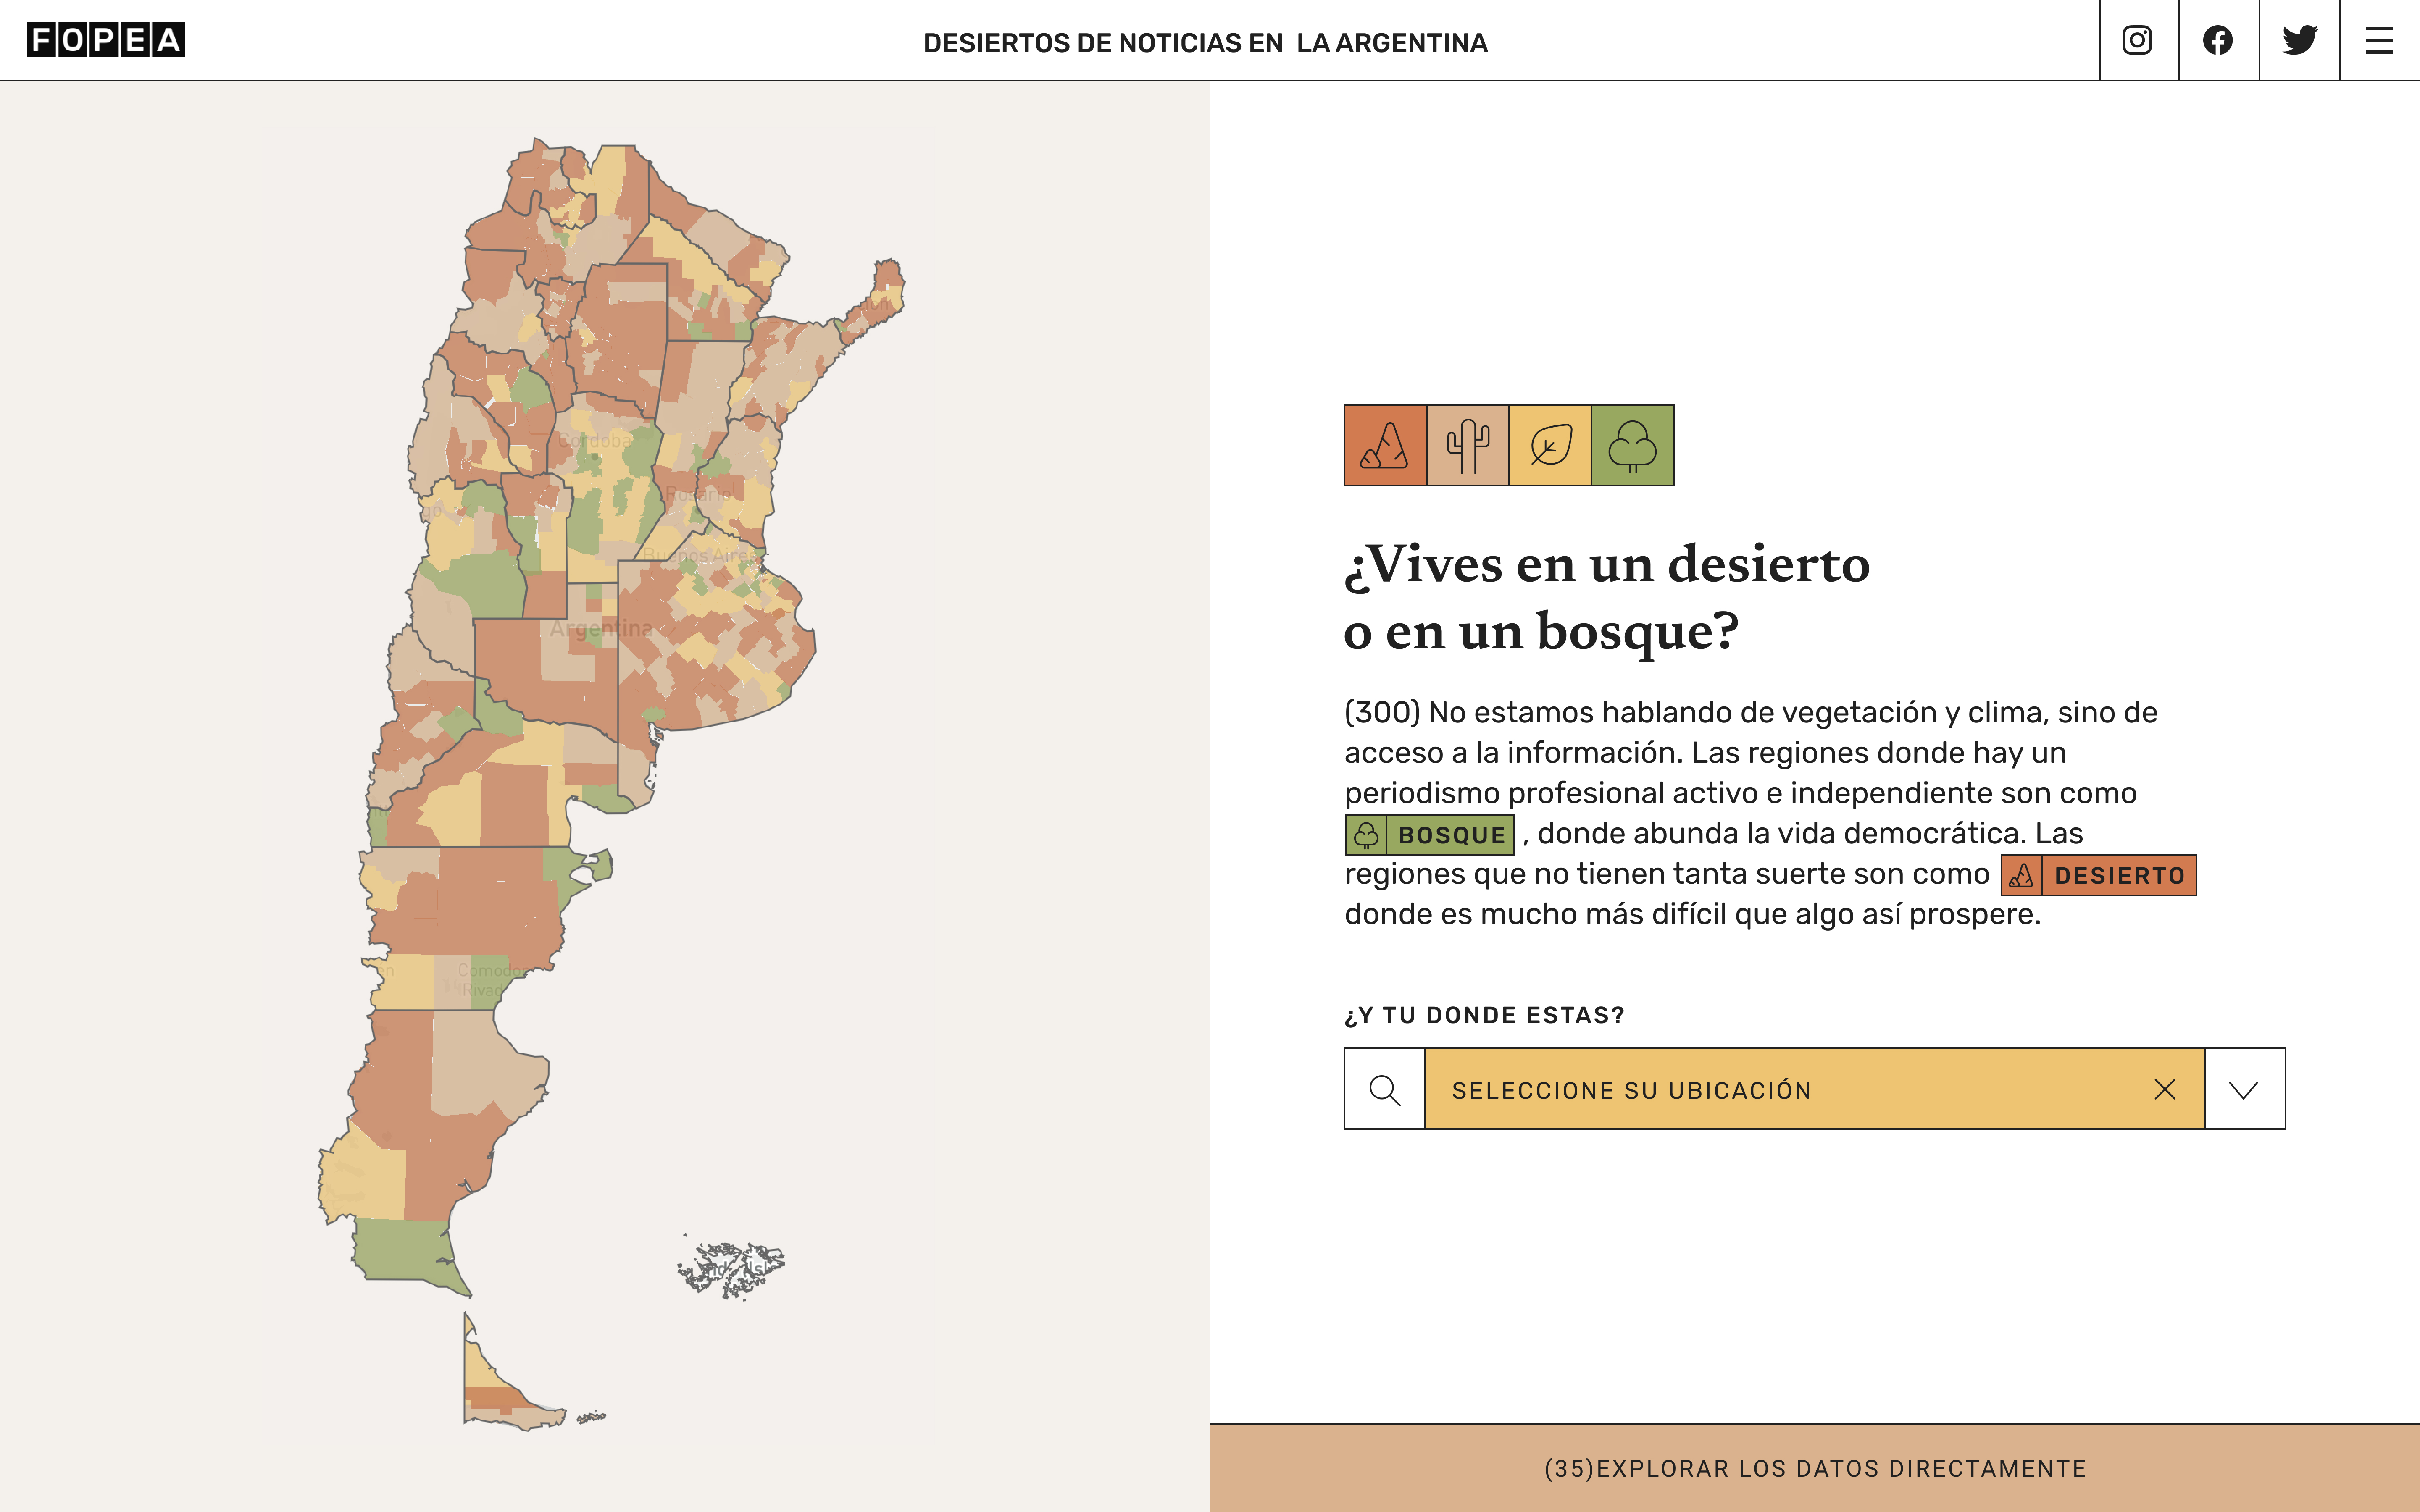 FOPEA
DESIERTOS DE NOTICIAS EN LA ARGENTINA
Cordoba
Rosario
Buenos Aires
Argentina
Comodor
Rivad
¿Vives en un desierto
o en un bosque?
(300) No estamos hablando de vegetación y clima, sino de
acceso a la información. Las regiones donde hay un
periodismo profesional activo e independiente son como
BOSQUE , donde abunda la vida democrática. Las
regiones que no tienen tanta suerte son como DESIERTO
donde es mucho más difícil que algo así prospere.
¿Y TU DONDE ESTAS?
SELECCIONE SU UBICACIÓN
(35)EXPLORAR LOS DATOS DIRECTAMENTE